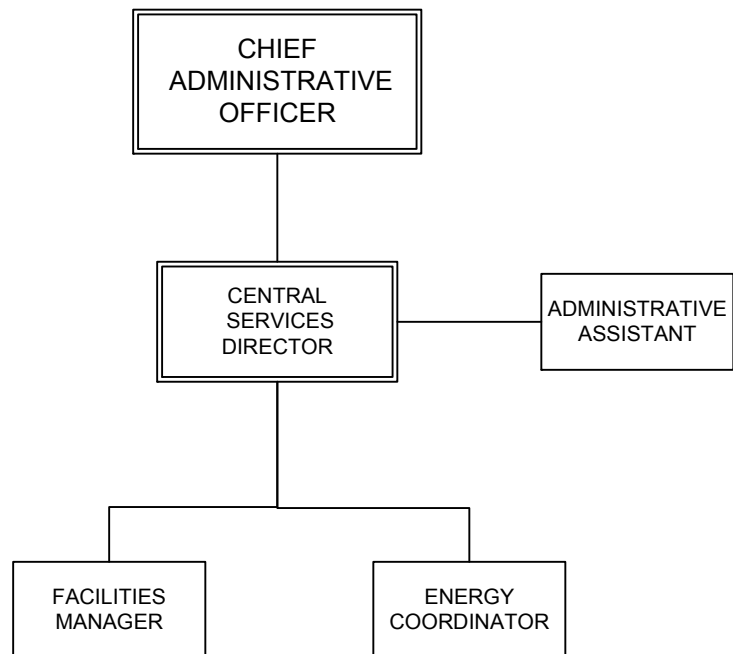 CHIEF
ADMINISTRATIVE
OFFICER
CENTRAL
SERVICES
DIRECTOR
ADMINISTRATIVE
ASSISTANT
FACILITIES
MANAGER
ENERGY
COORDINATOR